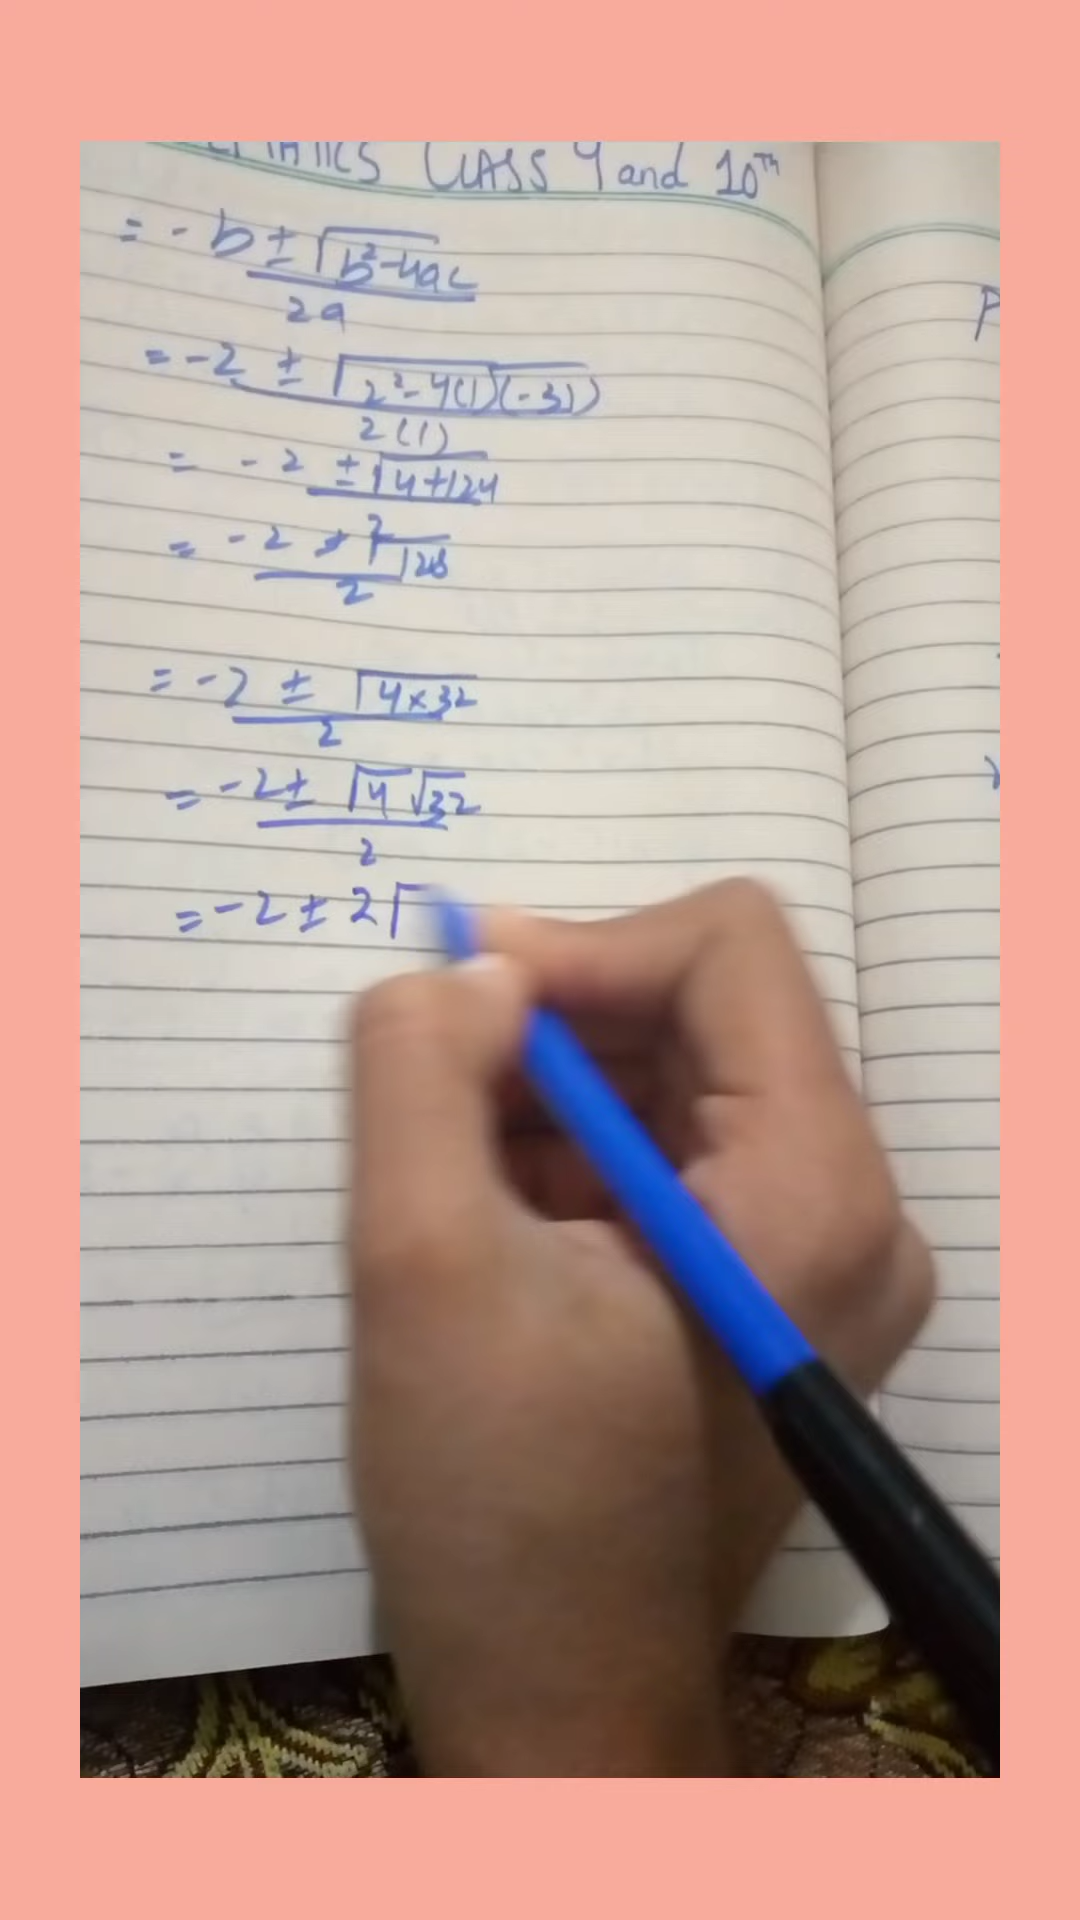 CLASS 9 and 10th
= - b ± √b²-4ac
2a
= -2 ± √2²-4(1)(-31)
2(1)
= -2 ± √4+124
= -2 ± √128
2
= -2 ± √4×32
2
= -2 ± √4 √32
2
= -2 ± 2√
P